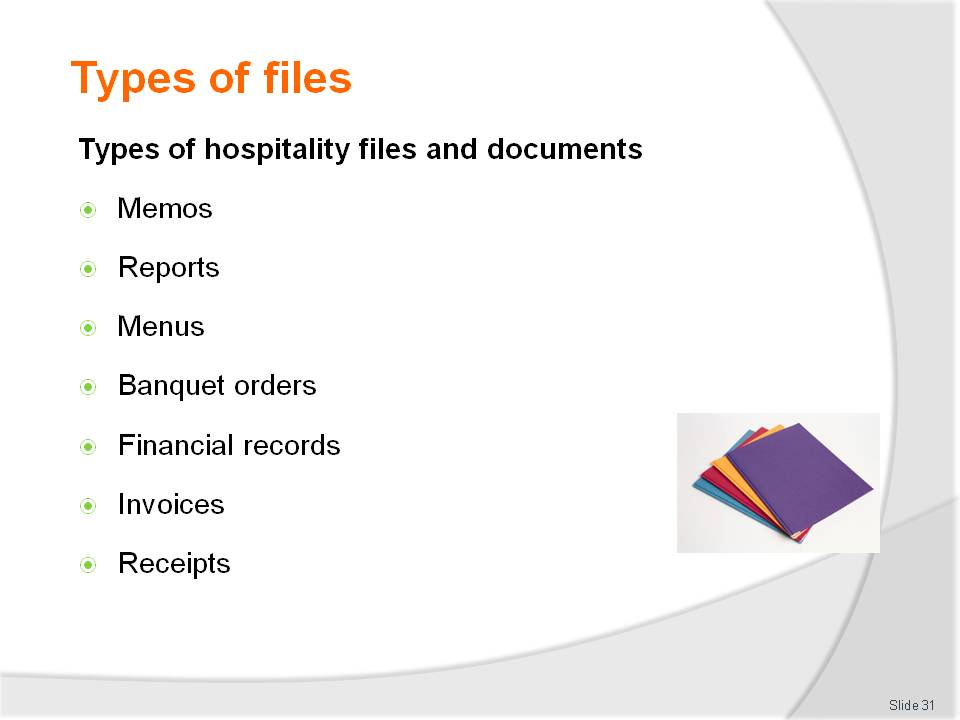 Types of files
Types of hospitality files and documents
Memos
Reports
Menus
Banquet orders
Financial records
Invoices
Receipts
Slide 31